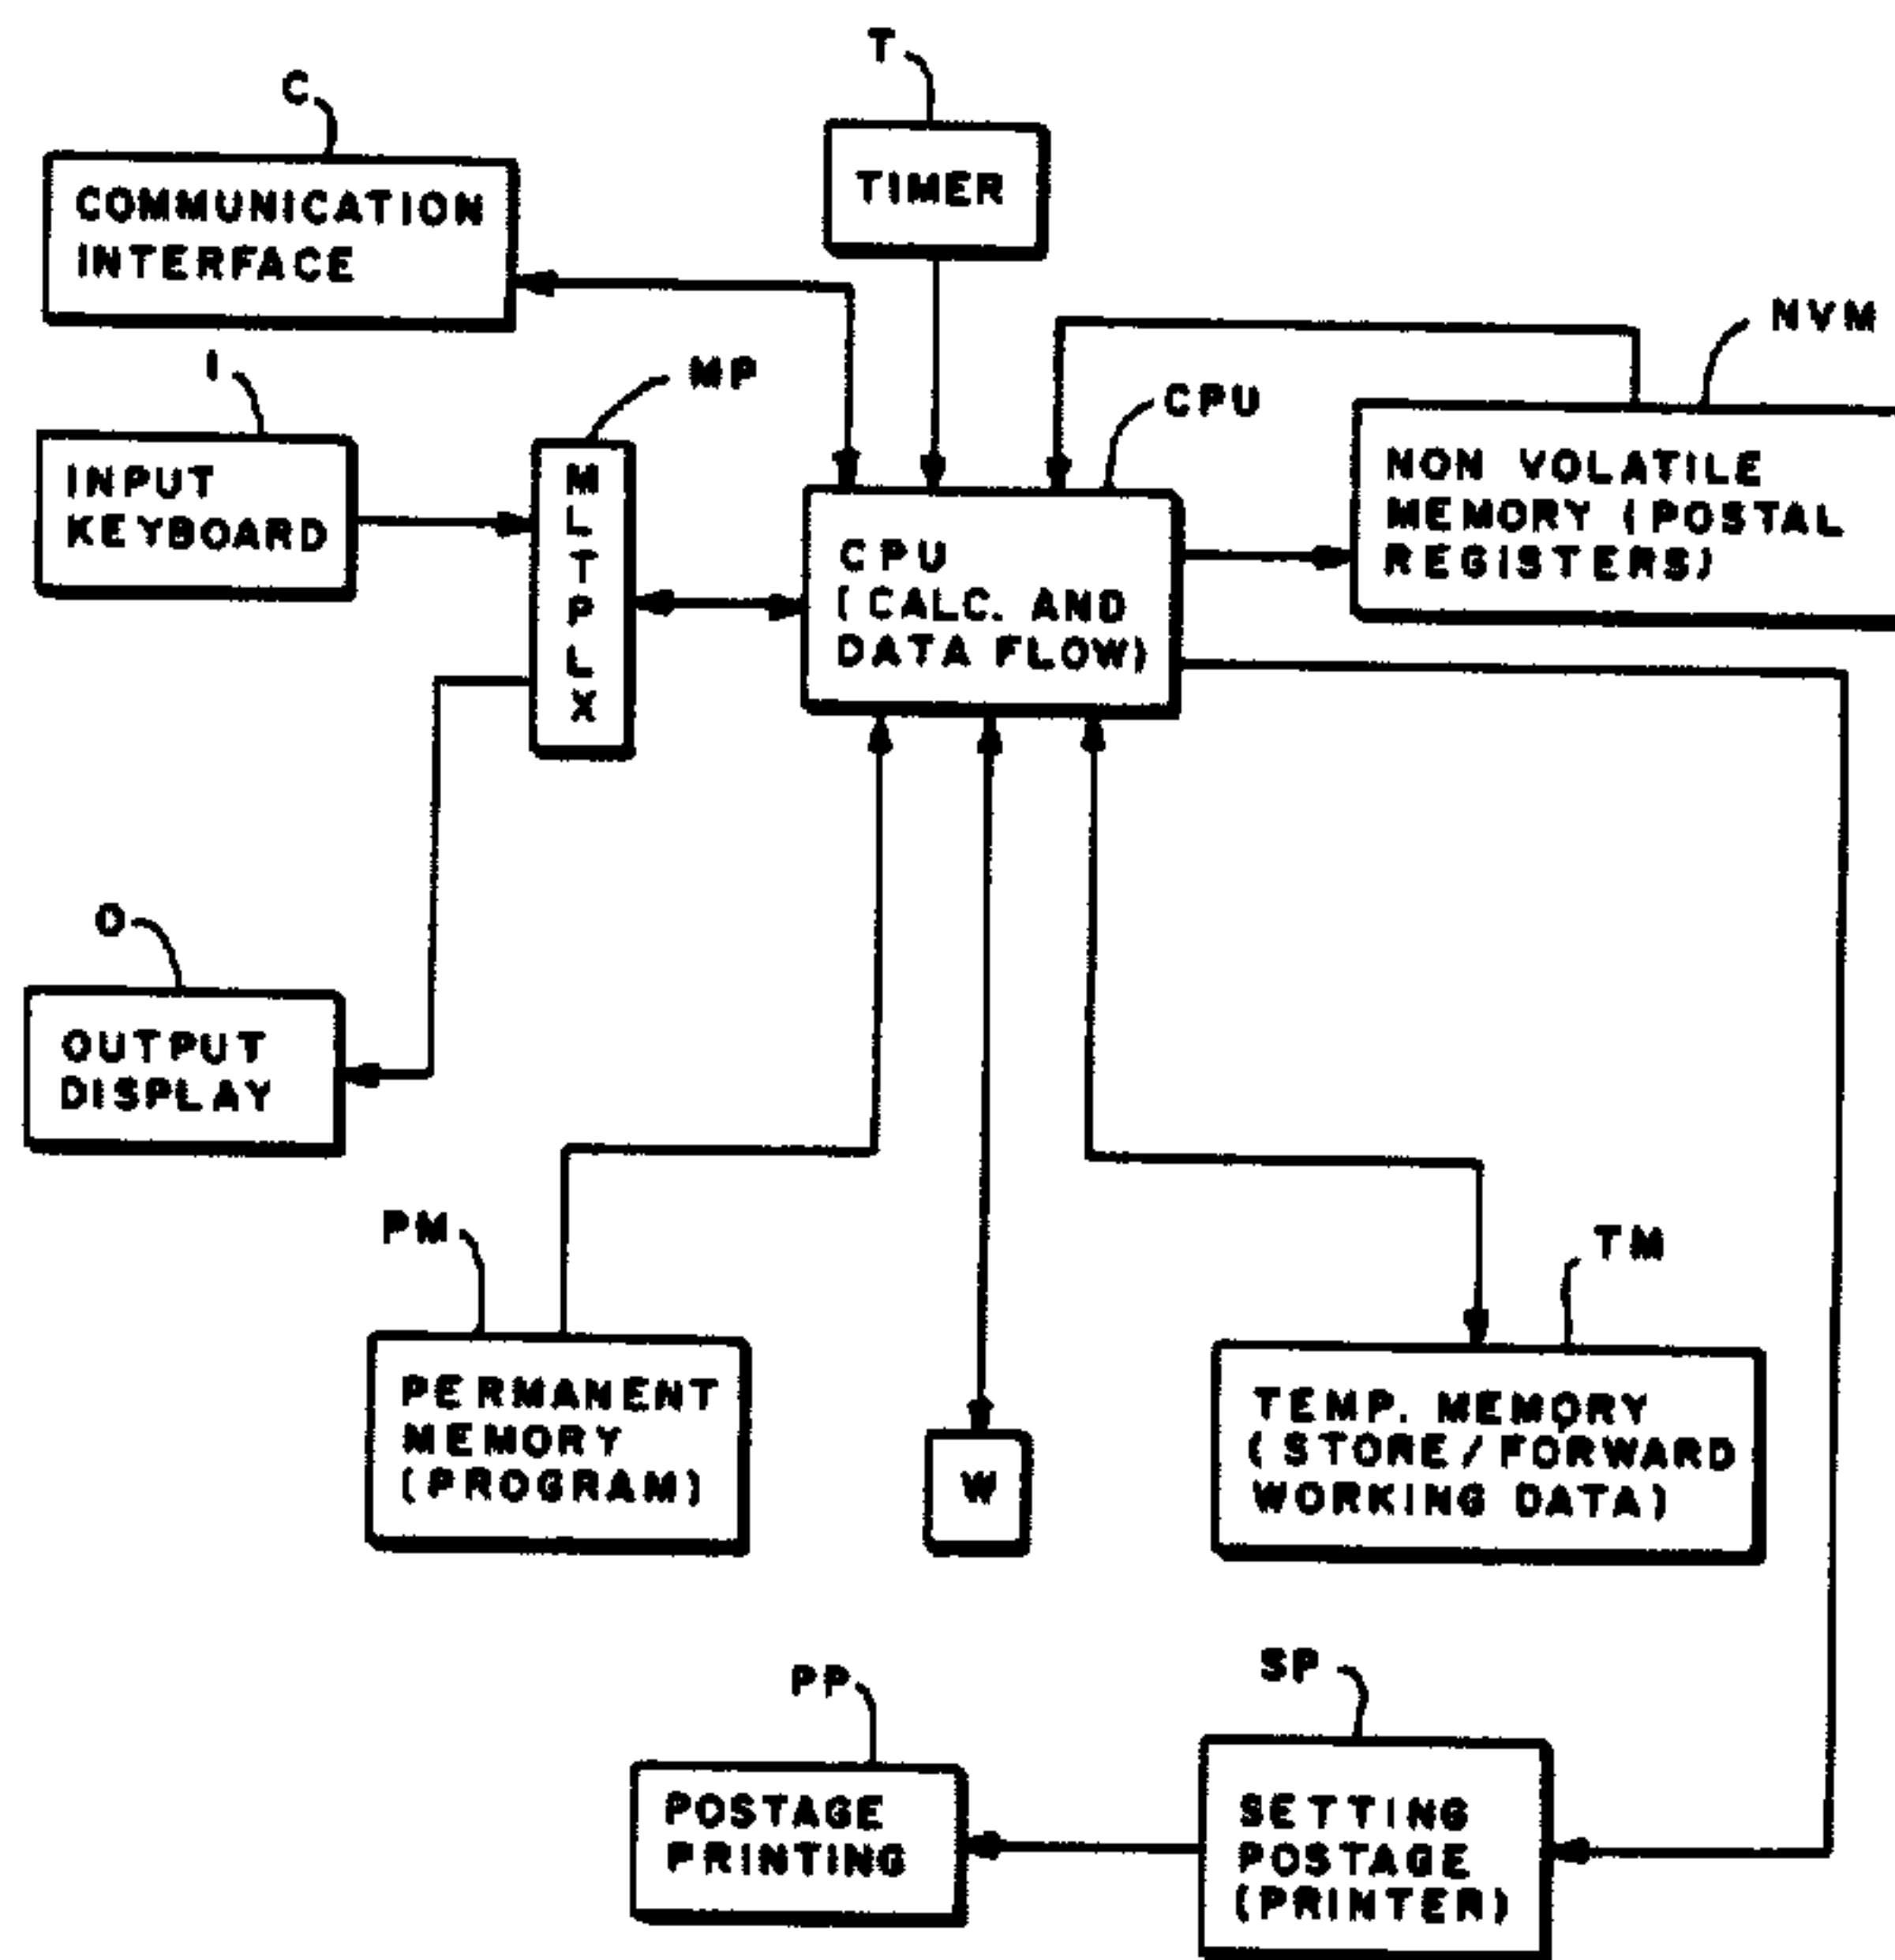 T
C
TIMER
COMMUNICATION
INTERFACE
NVM
I
MP
CPU
INPUT
KEYBOARD
MLTPLX
CPU
(CALC. AND
DATA FLOW)
NON VOLATILE
MEMORY (POSTAL
REGISTERS)
O
OUTPUT
DISPLAY
PM
TM
PERMANENT
MEMORY
(PROGRAM)
W
TEMP. MEMORY
(STORE/FORWARD
WORKING DATA)
PP
SP
POSTAGE
PRINTING
SETTING
POSTAGE
(PRINTER)